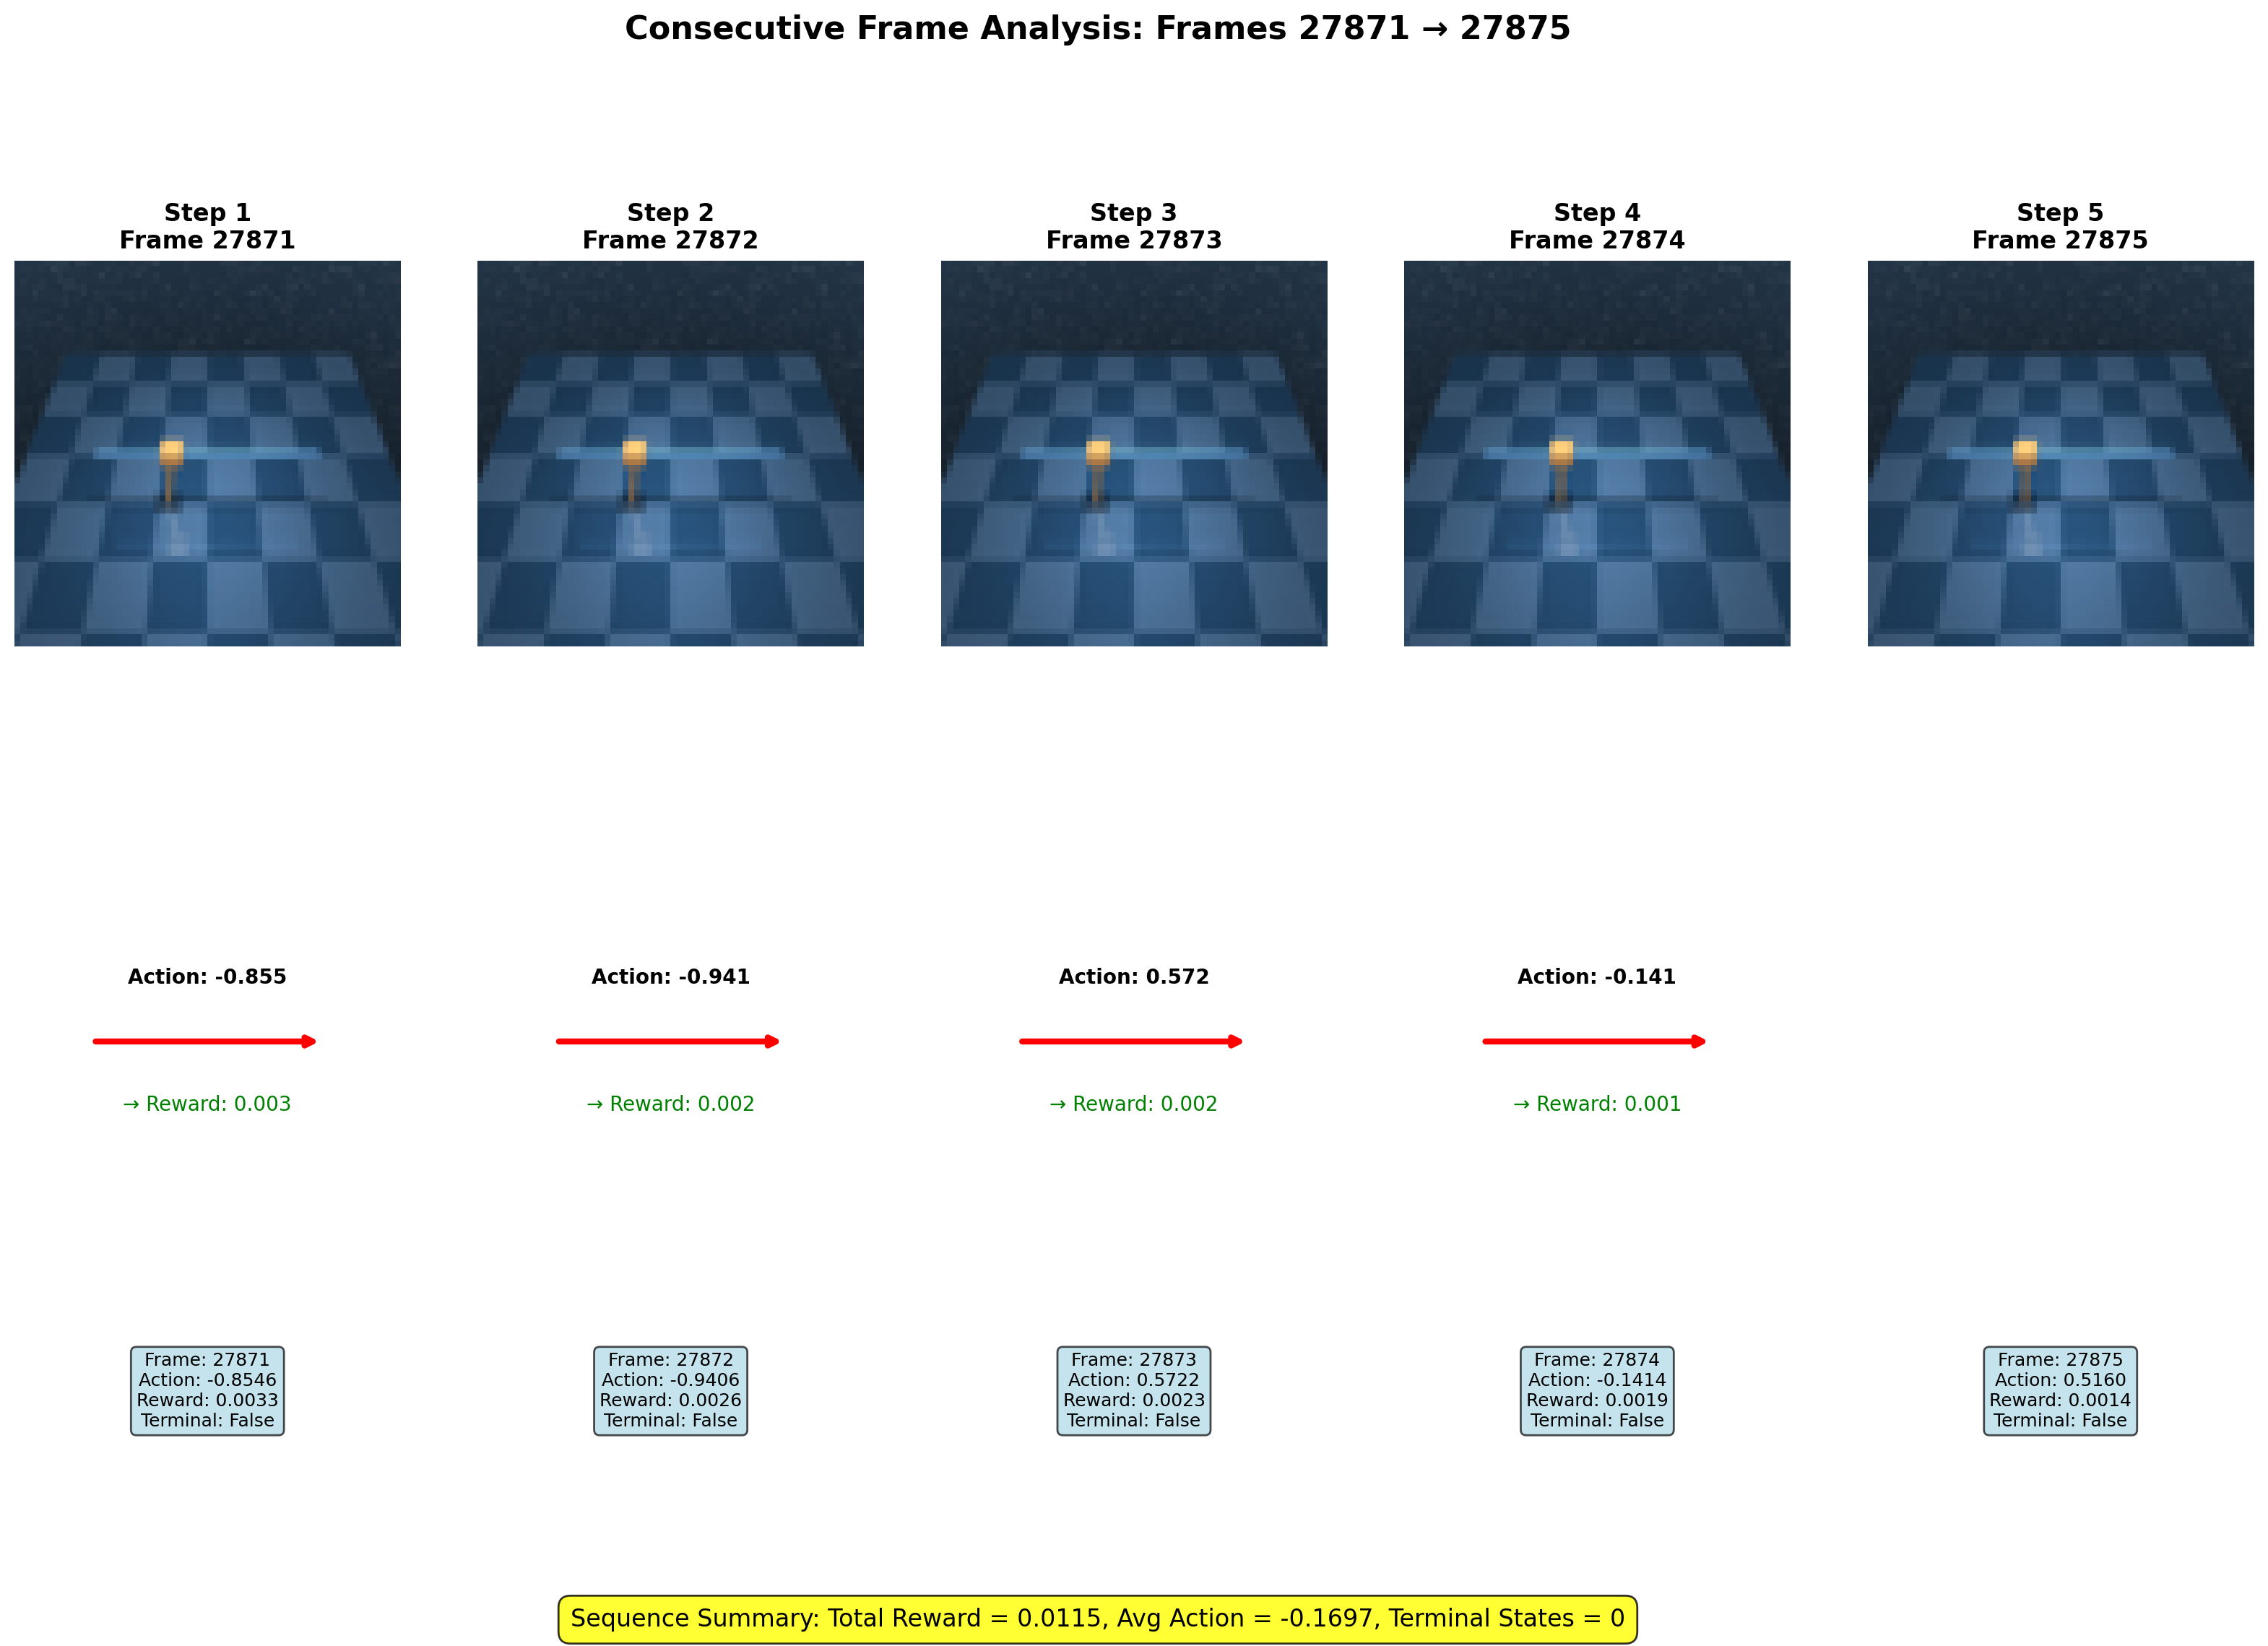 Consecutive Frame Analysis: Frames 27871 → 27875
Step 1
Frame 27871
Step 2
Frame 27872
Step 3
Frame 27873
Step 4
Frame 27874
Step 5
Frame 27875
Action: -0.855
→ Reward: 0.003
Action: -0.941
→ Reward: 0.002
Action: 0.572
→ Reward: 0.002
Action: -0.141
→ Reward: 0.001
Frame: 27871
Action: -0.8546
Reward: 0.0033
Terminal: False
Frame: 27872
Action: -0.9406
Reward: 0.0026
Terminal: False
Frame: 27873
Action: 0.5722
Reward: 0.0023
Terminal: False
Frame: 27874
Action: -0.1414
Reward: 0.0019
Terminal: False
Frame: 27875
Action: 0.5160
Reward: 0.0014
Terminal: False
Sequence Summary: Total Reward = 0.0115, Avg Action = -0.1697, Terminal States = 0